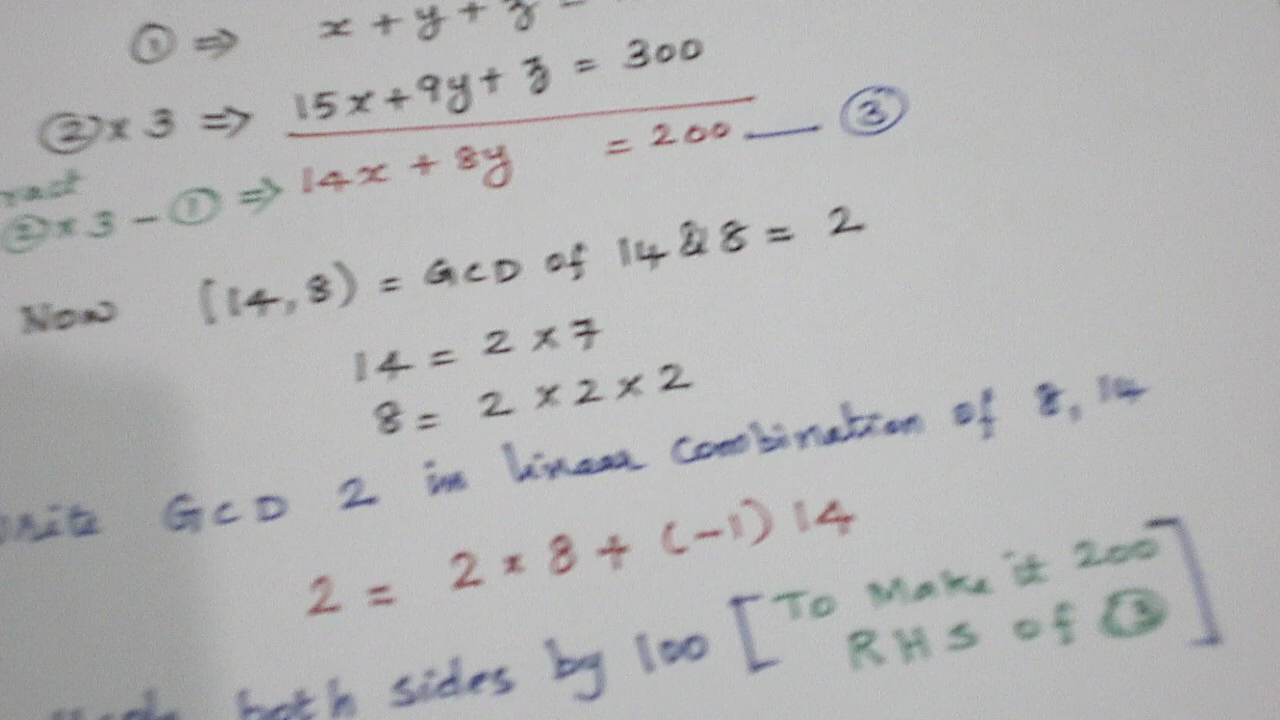 ① ⇒ x + y + z =
② × 3 ⇒ 15x + 9y + z = 300
14x + 8y = 200 — ③
② × 3 - ① ⇒
Now (14, 8) = GCD of 14 & 8 = 2
14 = 2 × 7
8 = 2 × 2 × 2
GCD 2 in linear combination of 8, 14
2 = 2 × 8 + (-1) 14
both sides by 100 [To Make it 200
RHS of ③]